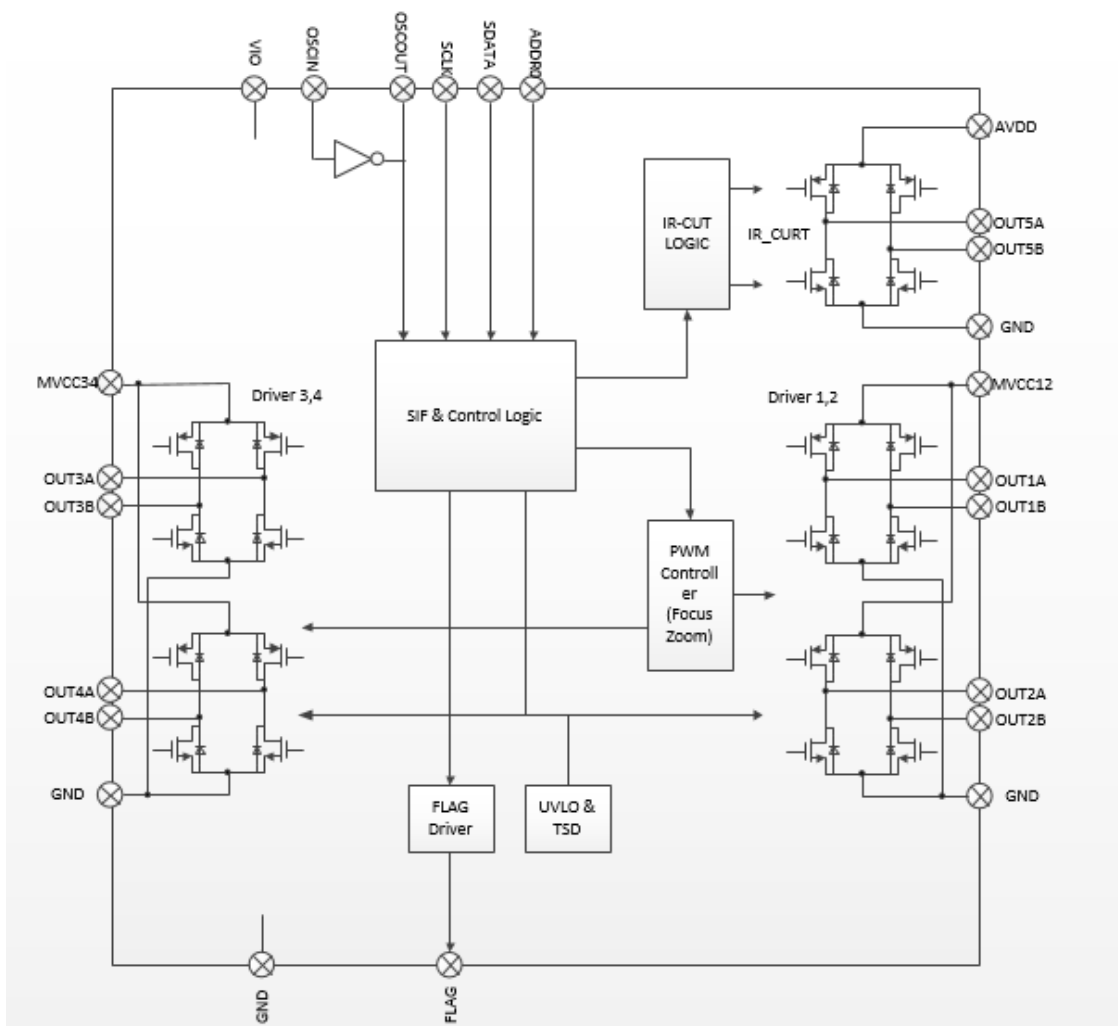 VIO
OSCIN
OSCOUT
SCLK
SDATA
ADDR0
AVDD
IR-CUT
LOGIC
IR_CURT
OUT5A
OUT5B
GND
MVCC34
Driver 3,4
SIF & Control Logic
Driver 1,2
MVCC12
OUT3A
OUT3B
OUT1A
OUT1B
PWM
Controll
er
(Focus
Zoom)
OUT4A
OUT4B
OUT2A
OUT2B
GND
FLAG
Driver
UVLO &
TSD
GND
GND
FLAG